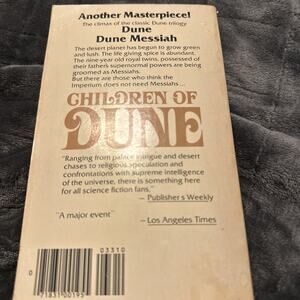 Another Masterpiece!
The climax of the classic Dune trilogy
Dune
Dune Messiah
The desert planet has begun to grow green
and lush. The life giving spice is abundant.
The nine-year old royal twins, possessed of
their father's supernormal powers are being
groomed as Messiahs.
But there are those who think the
Imperium does not need Messiahs...
CHILDREN OF
DUNE
"Ranging from palace intrigue and desert
chases to religious speculation and
confrontations with supreme intelligence
of the universe, there is something here
for all science fiction fans."
— Publisher's Weekly
"A major event"
— Los Angeles Times
03310
0
71831 00195